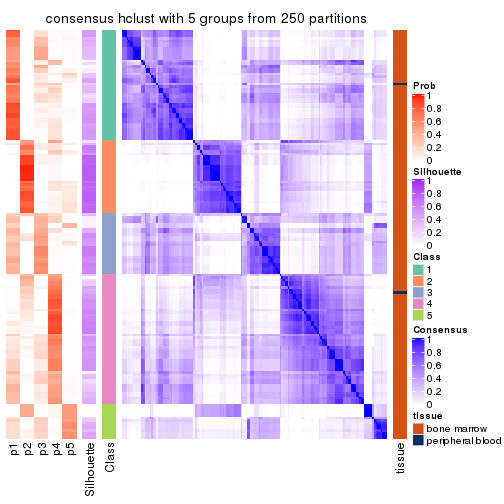 consensus hclust with 5 groups from 250 partitions
Prob
1
0.8
0.6
0.4
0.2
0
Silhouette
1
0.8
0.6
0.4
0.2
0
Class
1
2
3
4
5
Consensus
1
0.8
0.6
0.4
0.2
0
tissue
bone marrow
peripheral blood
p1
p2
p3
p4
p5
Silhouette
Class
tissue